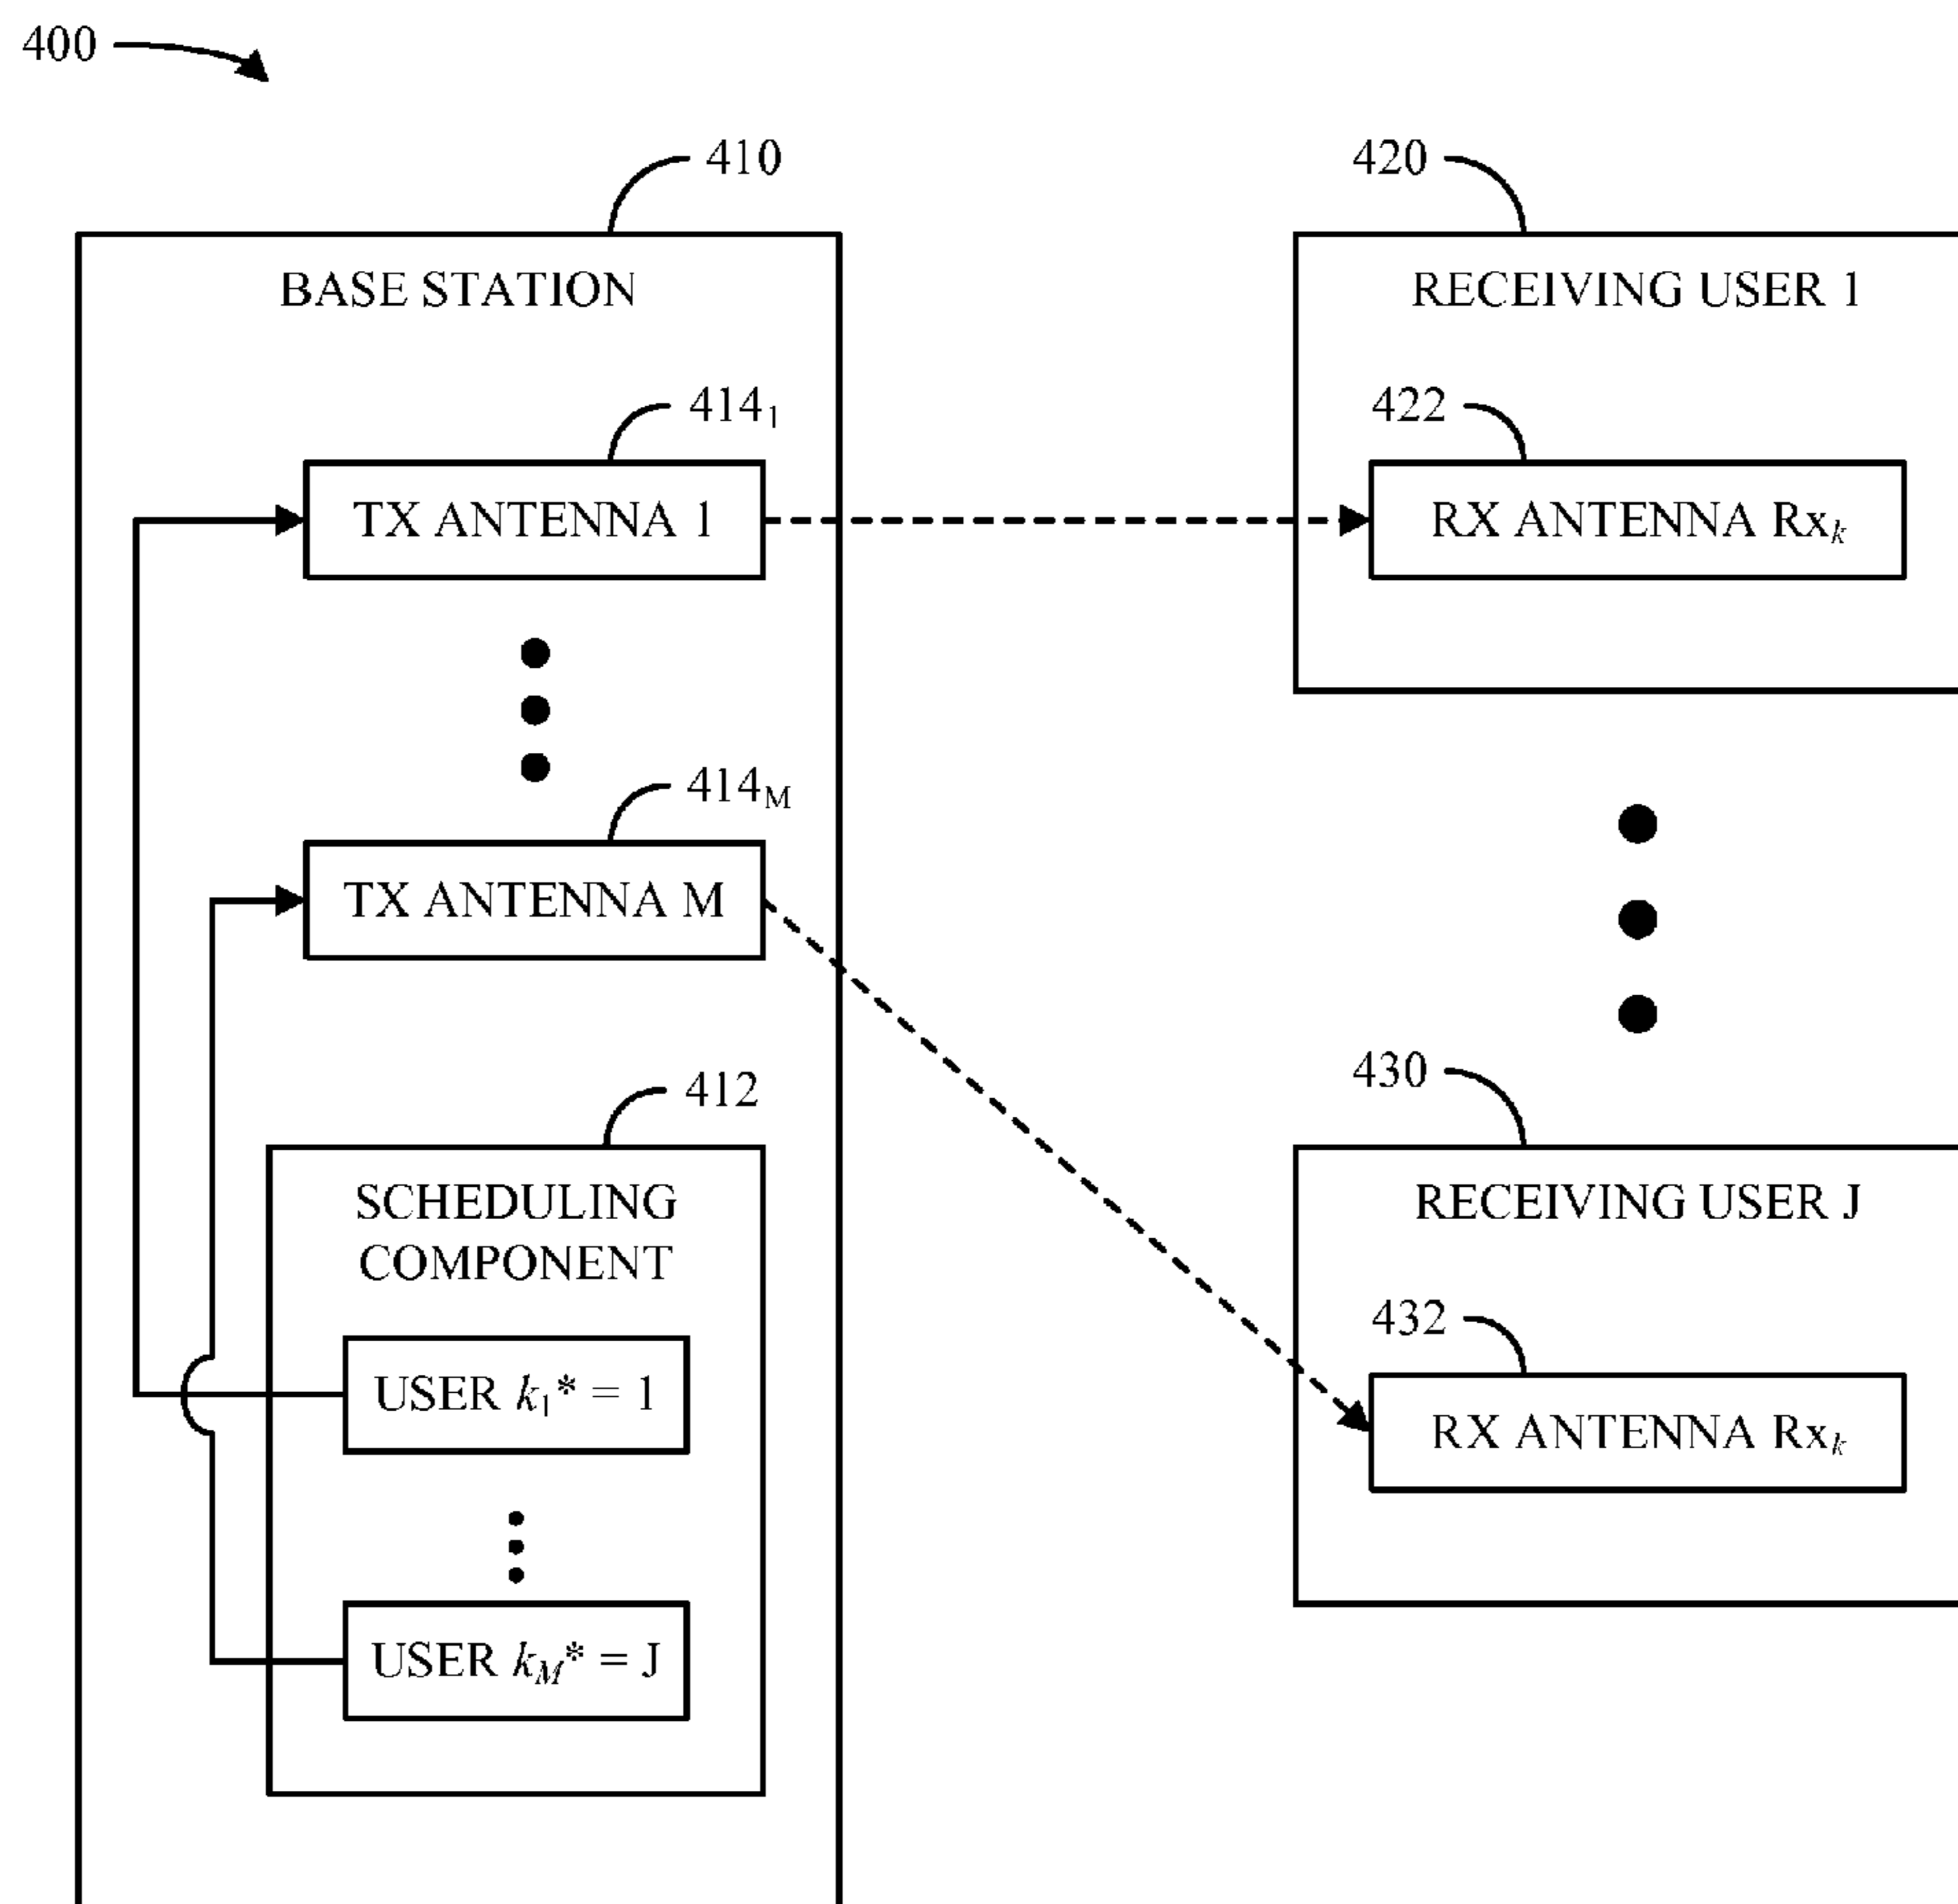 400
410
BASE STATION
414₁
TX ANTENNA 1
414M
TX ANTENNA M
412
SCHEDULING
COMPONENT
USER k₁* = 1
USER kM* = J
420
RECEIVING USER 1
422
RX ANTENNA Rxk
430
RECEIVING USER J
432
RX ANTENNA Rxk